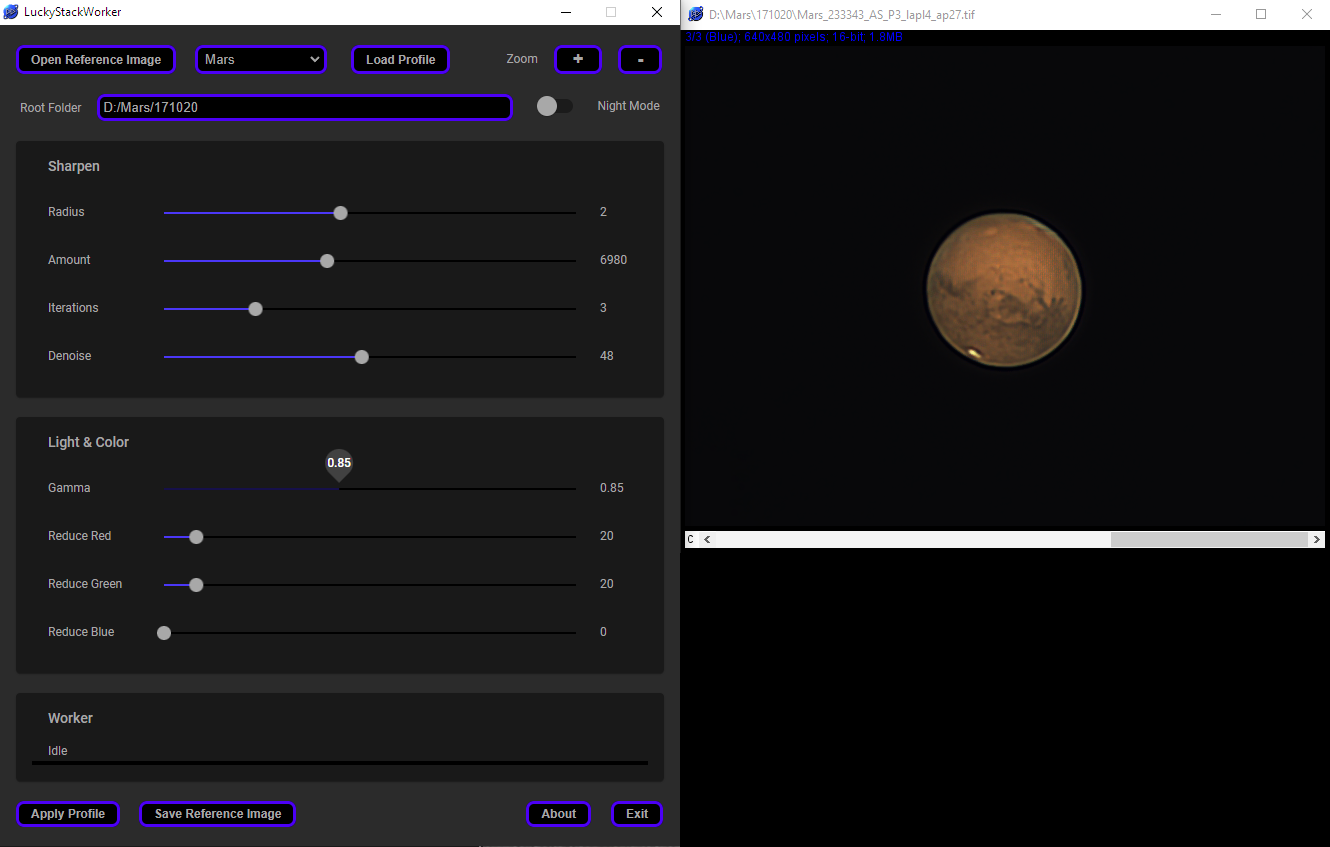 LuckyStackWorker
Open Reference Image
Mars
Load Profile
Zoom
+
-
Root Folder
D:/Mars/171020
Night Mode
Sharpen
Radius
2
Amount
6980
Iterations
3
Denoise
48
Light & Color
0.85
Gamma
0.85
Reduce Red
20
Reduce Green
20
Reduce Blue
0
Worker
Idle
Apply Profile
Save Reference Image
About
Exit
D:\Mars\171020\Mars_233343_AS_P3_lapl4_ap27.tif
3/3 (Blue); 640x480 pixels; 16-bit; 1.8MB
C